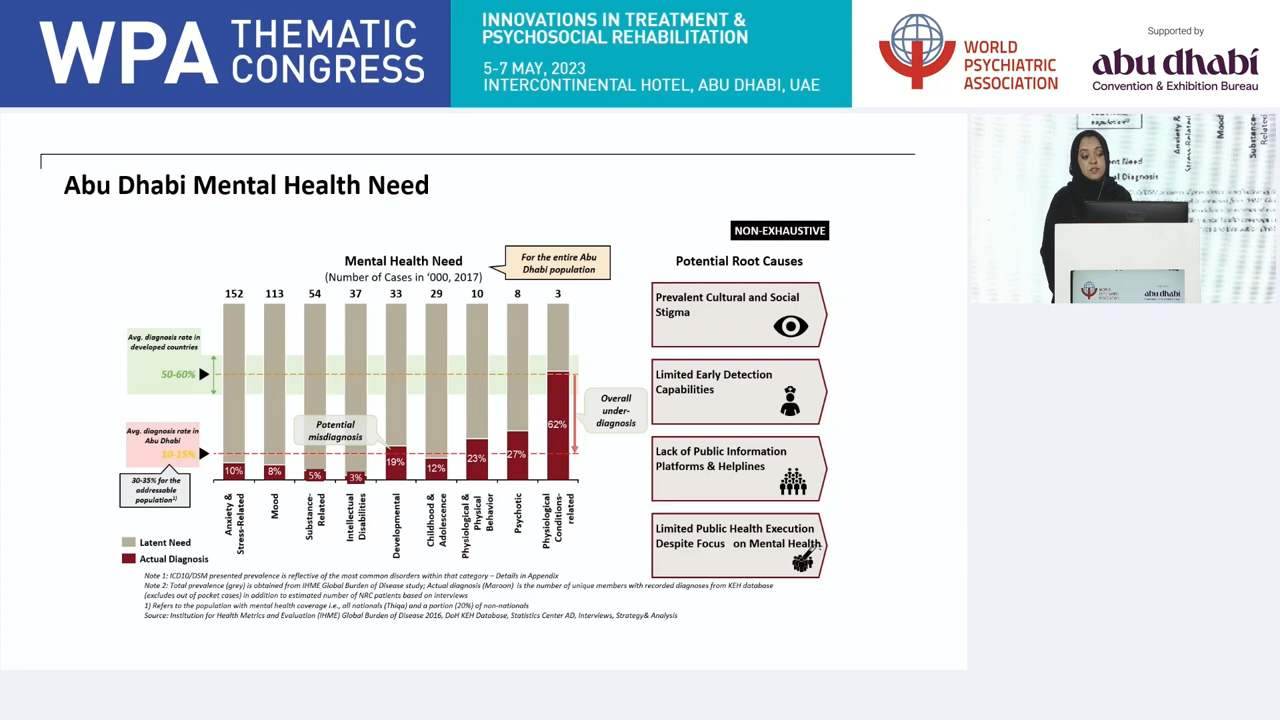 WPA THEMATIC
CONGRESS
INNOVATIONS IN TREATMENT &
PSYCHOSOCIAL REHABILITATION
5-7 MAY, 2023
INTERCONTINENTAL HOTEL, ABU DHABI, UAE
WORLD
PSYCHIATRIC
ASSOCIATION
Supported by
abu dhabi
Convention & Exhibition Bureau
Abu Dhabi Mental Health Need
NON-EXHAUSTIVE
Mental Health Need
(Number of Cases in ‘000, 2017)
For the entire Abu
Dhabi population
152 113 54 37 33 29 10 8 3
Avg. diagnosis rate in
developed countries
50-60%
Avg. diagnosis rate in
Abu Dhabi
10-15%
30-35% for the
addressable
population1)
Potential
misdiagnosis
Overall
under-
diagnosis
10% 8% 5% 3% 19% 12% 23% 27% 62%
Anxiety &
Stress-Related
Mood
Substance-
Related
Intellectual
Disabilities
Developmental
Childhood &
Adolescence
Physiological &
Physical
Behavior
Psychotic
Physiological
Conditions-
related
Latent Need
Actual Diagnosis
Potential Root Causes
Prevalent Cultural and Social
Stigma
Limited Early Detection
Capabilities
Lack of Public Information
Platforms & Helplines
Limited Public Health Execution
Despite Focus on Mental Health
Note 1: ICD10/DSM presented prevalence is reflective of the most common disorders within that category – Details in Appendix
Note 2: Total prevalence (grey) is obtained from IHME Global Burden of Disease study; Actual diagnosis (Maroon) is the number of unique members with recorded diagnoses from KEH database
(excludes out of pocket cases) in addition to estimated number of NRC patients based on interviews
1) Refers to the population with mental health coverage i.e., all nationals (Thiqa) and a portion (20%) of non-nationals
Source: Institution for Health Metrics and Evaluation (IHME) Global Burden of Disease 2016, DoH KEH Database, Statistics Center AD, Interviews, Strategy& Analysis